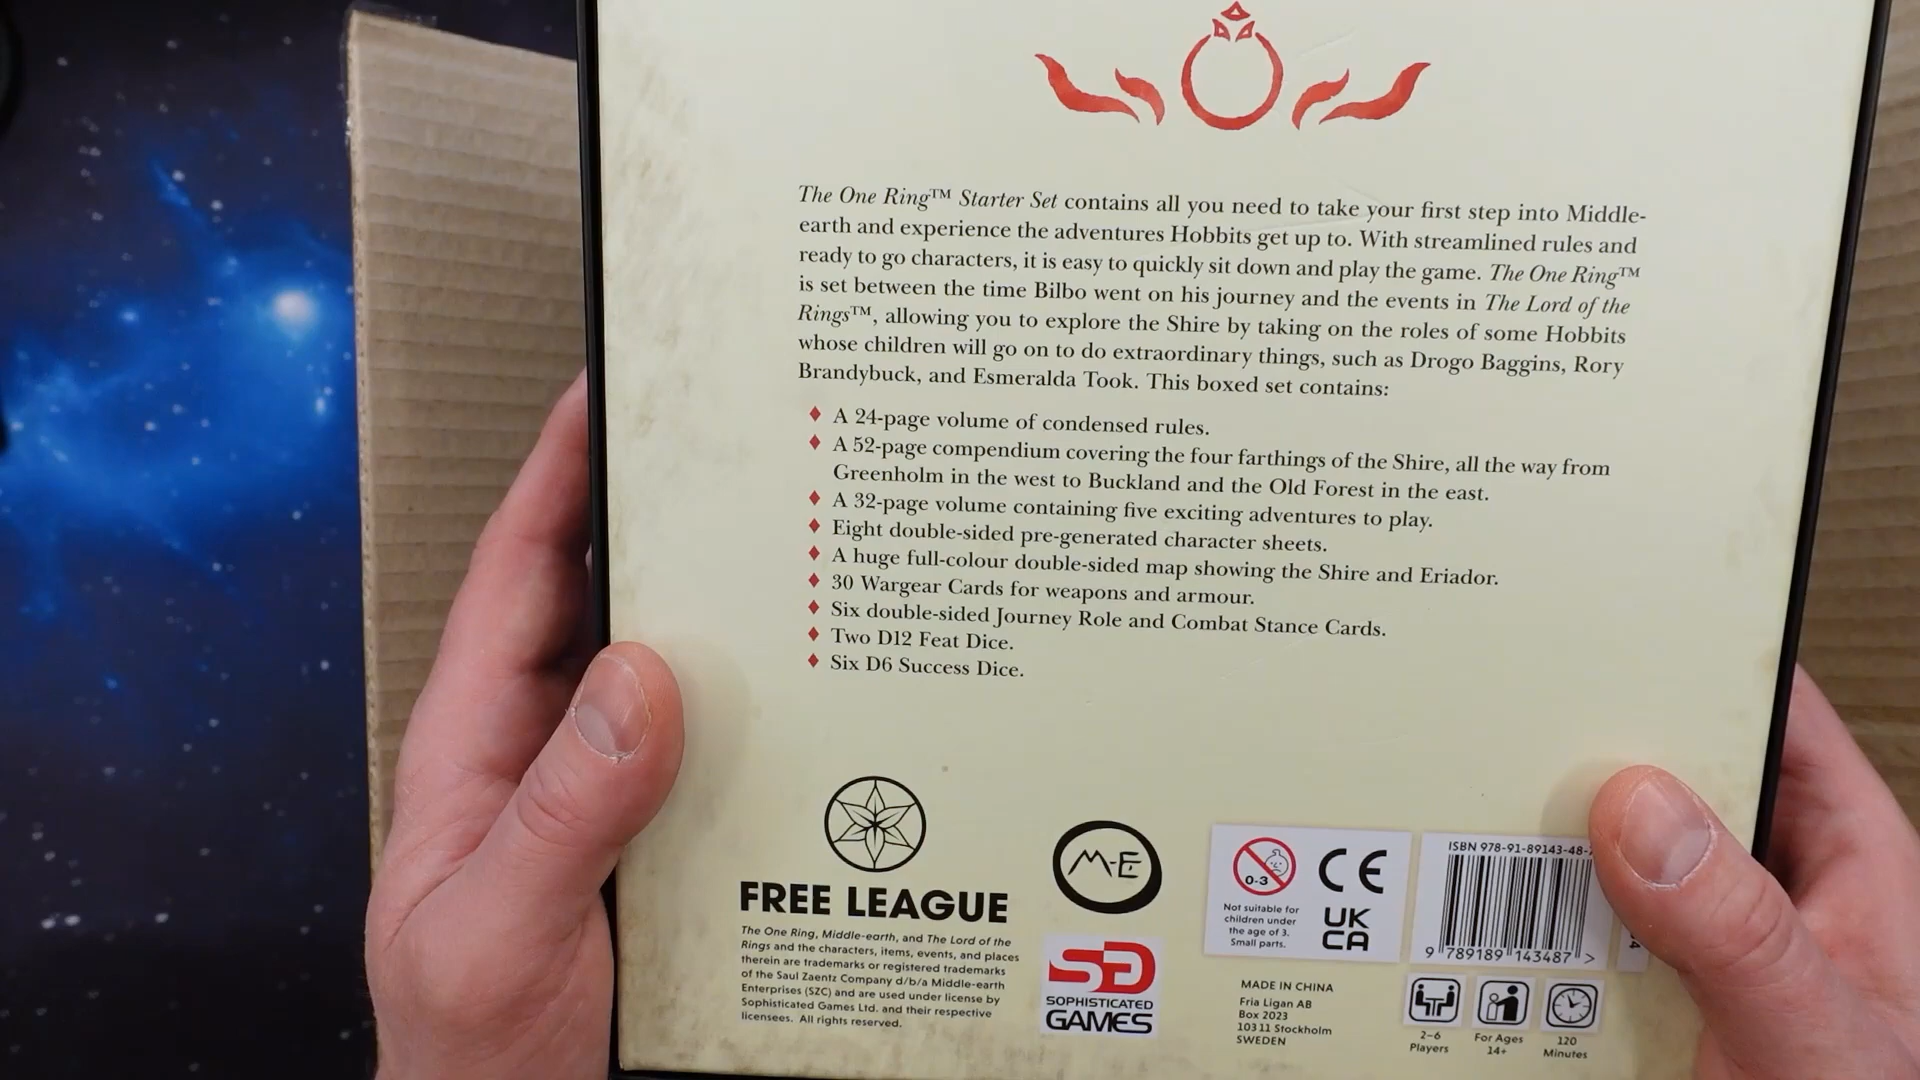 The One Ring™ Starter Set contains all you need to take your first step into Middle-
earth and experience the adventures Hobbits get up to. With streamlined rules and
ready to go characters, it is easy to quickly sit down and play the game. The One Ring™
is set between the time Bilbo went on his journey and the events in The Lord of the
Rings™, allowing you to explore the Shire by taking on the roles of some Hobbits
whose children will go on to do extraordinary things, such as Drogo Baggins, Rory
Brandybuck, and Esmeralda Took. This boxed set contains:
A 24-page volume of condensed rules.
A 52-page compendium covering the four farthings of the Shire, all the way from
Greenholm in the west to Buckland and the Old Forest in the east.
A 32-page volume containing five exciting adventures to play.
Eight double-sided pre-generated character sheets.
A huge full-colour double-sided map showing the Shire and Eriador.
30 Wargear Cards for weapons and armour.
Six double-sided Journey Role and Combat Stance Cards.
Two D12 Feat Dice.
Six D6 Success Dice.
FREE LEAGUE
The One Ring, Middle-earth, and The Lord of the
Rings and the characters, items, events, and places
therein are trademarks or registered trademarks
of the Saul Zaentz Company d/b/a Middle-earth
Enterprises (SZC) and are used under license by
Sophisticated Games Ltd. and their respective
licensees. All rights reserved.
M-E
SG
SOPHISTICATED
GAMES
0-3
Not suitable for
children under
the age of 3.
Small parts.
CE
UK
CA
MADE IN CHINA
Fria Ligan AB
Box 2023
103 11 Stockholm
SWEDEN
ISBN 978-91-89143-48-
9 789189 143487 >
2–6
Players
For Ages
14+
120
Minutes